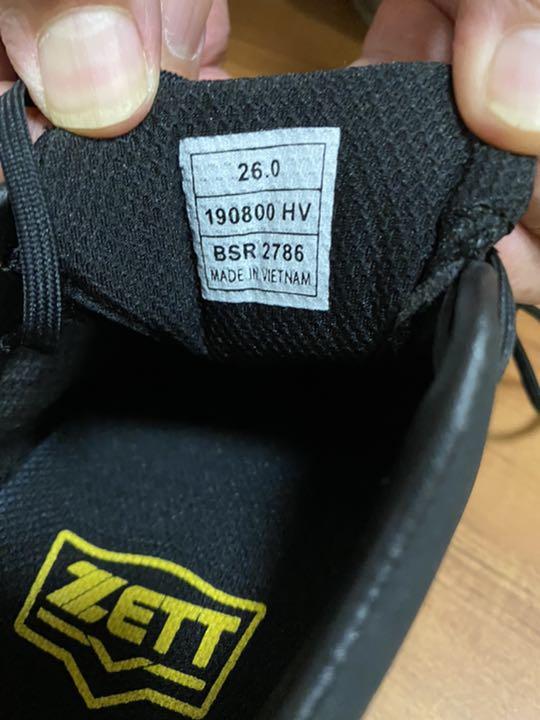 26.0
190800 HV
BSR 2786
MADE IN VIETNAM
ZETT